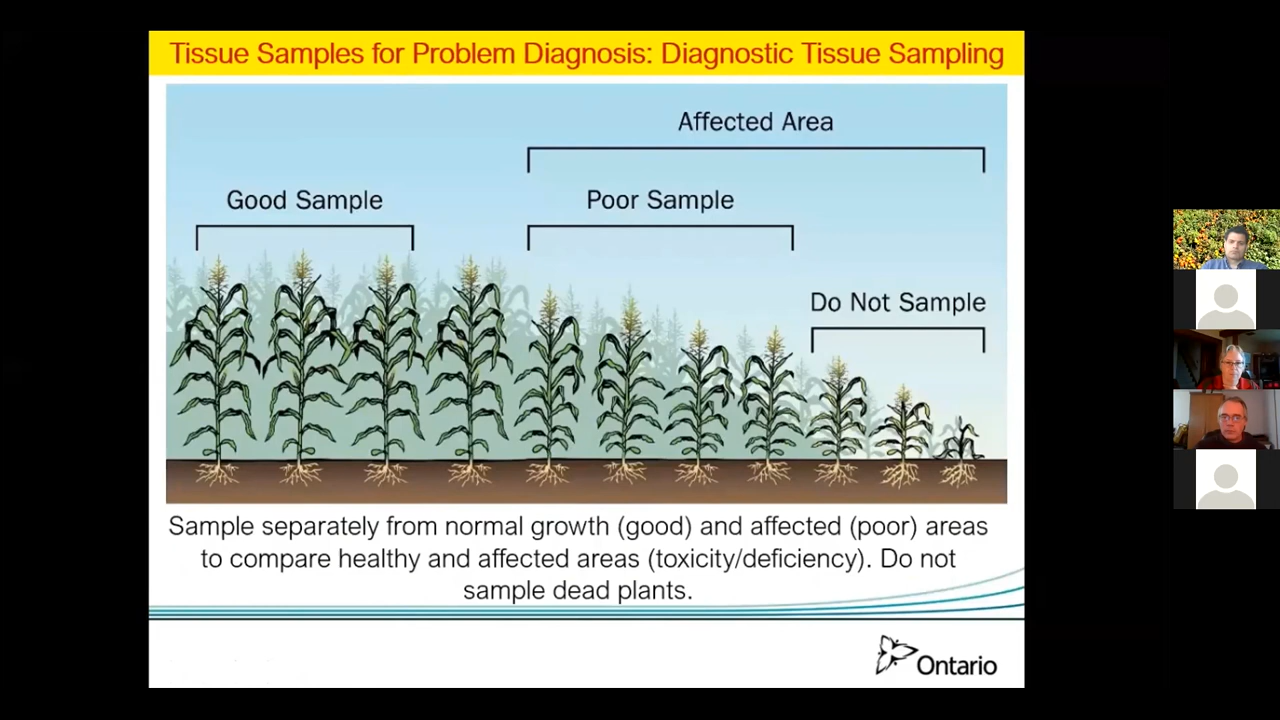 Tissue Samples for Problem Diagnosis: Diagnostic Tissue Sampling
Affected Area
Good Sample
Poor Sample
Do Not Sample
Sample separately from normal growth (good) and affected (poor) areas
to compare healthy and affected areas (toxicity/deficiency). Do not
sample dead plants.
Ontario